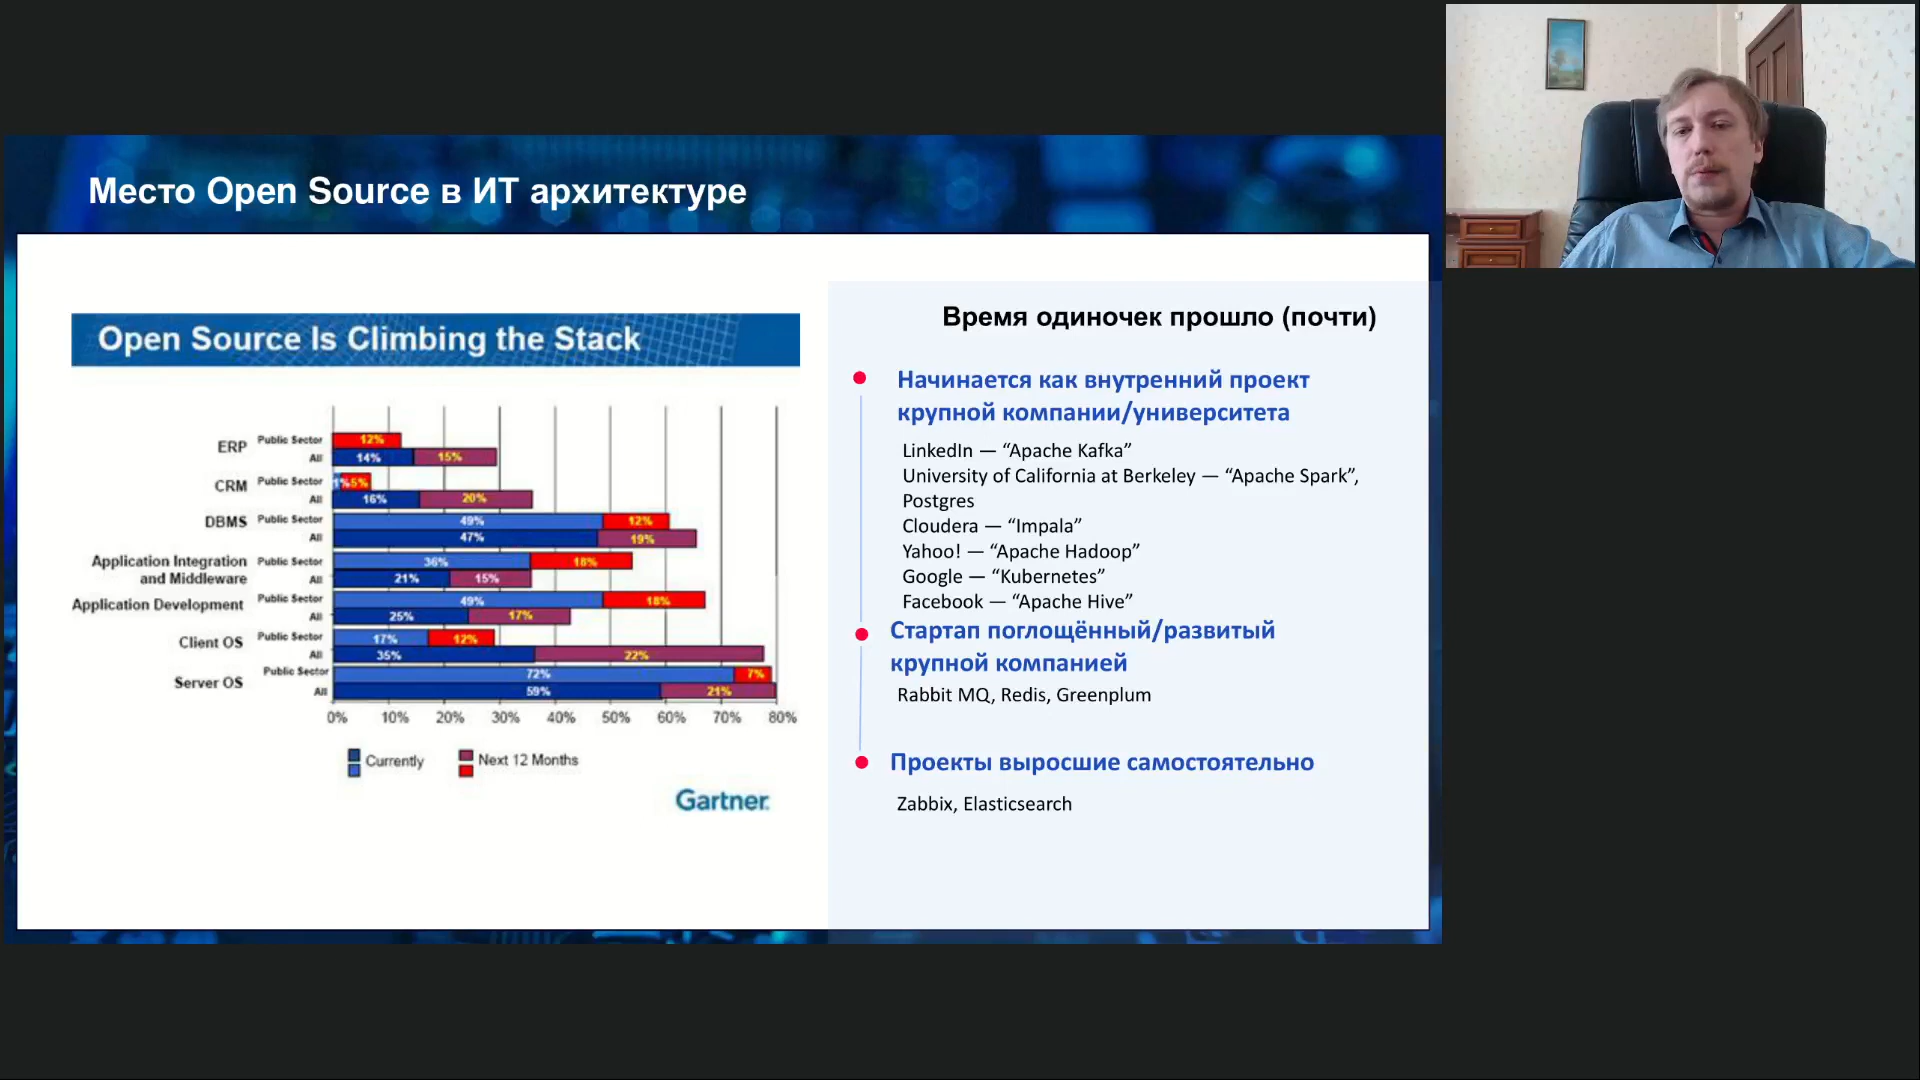 Место Open Source в ИТ архитектуре
Open Source Is Climbing the Stack
ERP
Public Sector
12%
All
14%
15%
CRM
Public Sector
1%
5%
All
16%
20%
DBMS
Public Sector
49%
12%
All
47%
19%
Application Integration
and Middleware
Public Sector
36%
18%
All
21%
15%
Application Development
Public Sector
49%
18%
All
25%
17%
Client OS
Public Sector
17%
12%
All
35%
22%
Server OS
Public Sector
72%
7%
All
59%
21%
0% 10% 20% 30% 40% 50% 60% 70% 80%
Currently
Next 12 Months
Gartner
Время одиночек прошло (почти)
Начинается как внутренний проект
крупной компании/университета
LinkedIn — “Apache Kafka”
University of California at Berkeley — “Apache Spark”,
Postgres
Cloudera — “Impala”
Yahoo! — “Apache Hadoop”
Google — “Kubernetes”
Facebook — “Apache Hive”
Стартап поглощённый/развитый
крупной компанией
Rabbit MQ, Redis, Greenplum
Проекты выросшие самостоятельно
Zabbix, Elasticsearch